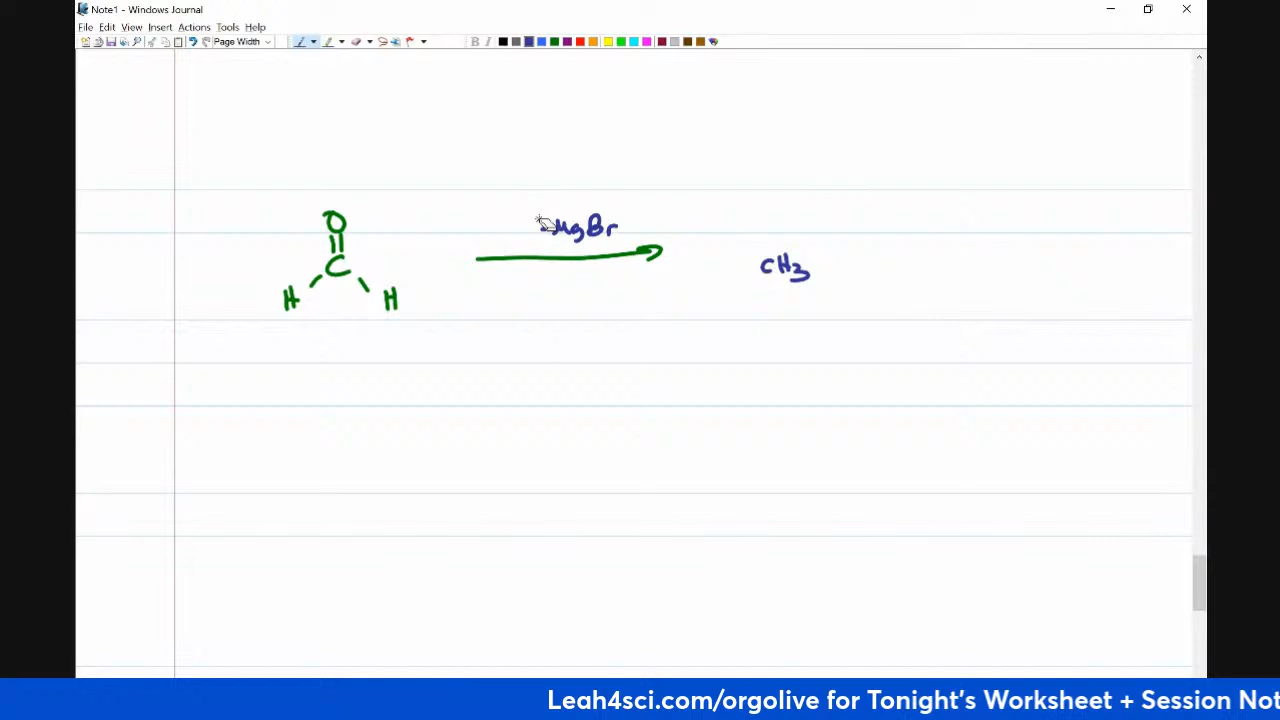 Note1 - Windows Journal
File Edit View Insert Actions Tools Help
Page Width
B I
O
C
H H
MgBr
CH3
Leah4sci.com/orgolive for Tonight's Worksheet + Session Not